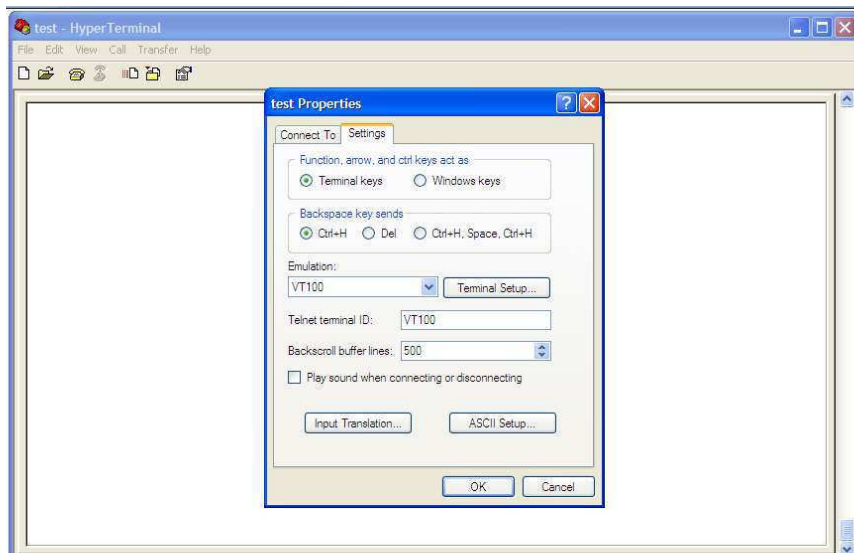 test - HyperTerminal
File Edit View Call Transfer Help
test Properties
Connect To Settings
Function, arrow, and ctrl keys act as
Terminal keys Windows keys
Backspace key sends
Ctrl+H Del Ctrl+H, Space, Ctrl+H
Emulation:
VT100 Terminal Setup...
Telnet terminal ID: VT100
Backscroll buffer lines: 500
Play sound when connecting or disconnecting
Input Translation... ASCII Setup...
OK Cancel